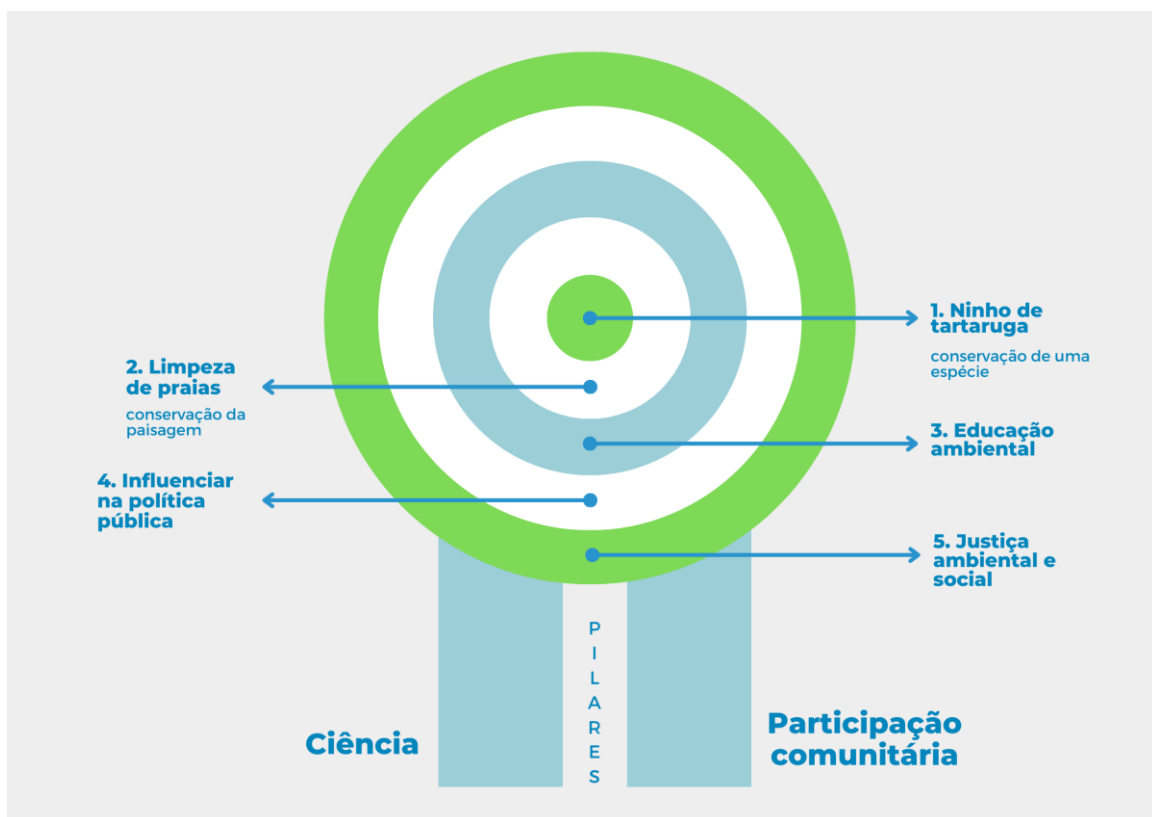 1. Ninho de
tartaruga
conservação de uma
espécie
2. Limpeza
de praias
conservação da
paisagem
3. Educação
ambiental
4. Influenciar
na política
pública
5. Justiça
ambiental e
social
PILARES
Ciência
Participação
comunitária